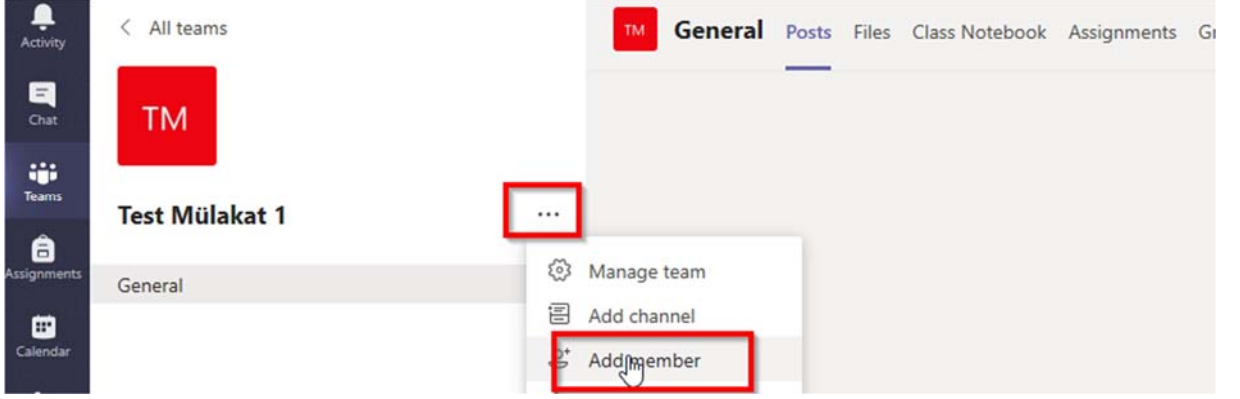 Activity
Chat
Teams
Assignments
Calendar
All teams
TM
Test Mülakat 1
...
General
Manage team
Add channel
Add member
TM General Posts Files Class Notebook Assignments Gr